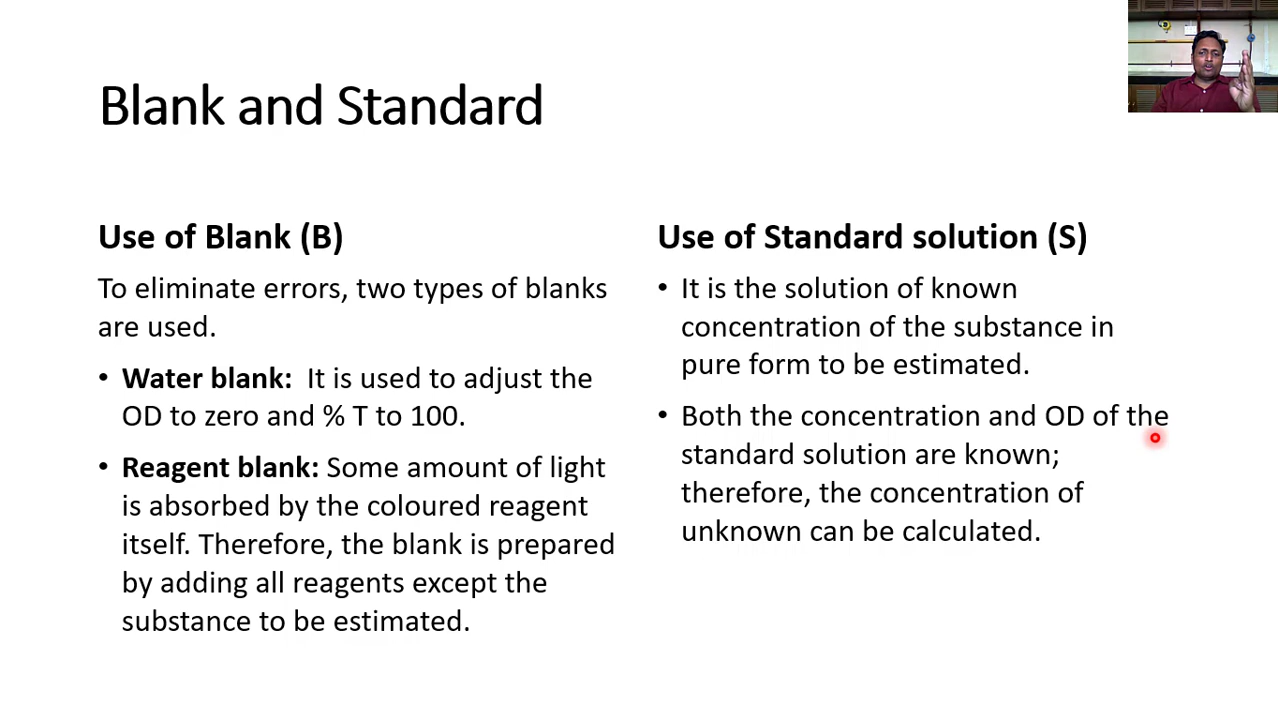 Blank and Standard
Use of Blank (B)
To eliminate errors, two types of blanks
are used.
• Water blank:  It is used to adjust the
OD to zero and % T to 100.
• Reagent blank: Some amount of light
is absorbed by the coloured reagent
itself. Therefore, the blank is prepared
by adding all reagents except the
substance to be estimated.
Use of Standard solution (S)
• It is the solution of known
concentration of the substance in
pure form to be estimated.
• Both the concentration and OD of the
standard solution are known;
therefore, the concentration of
unknown can be calculated.